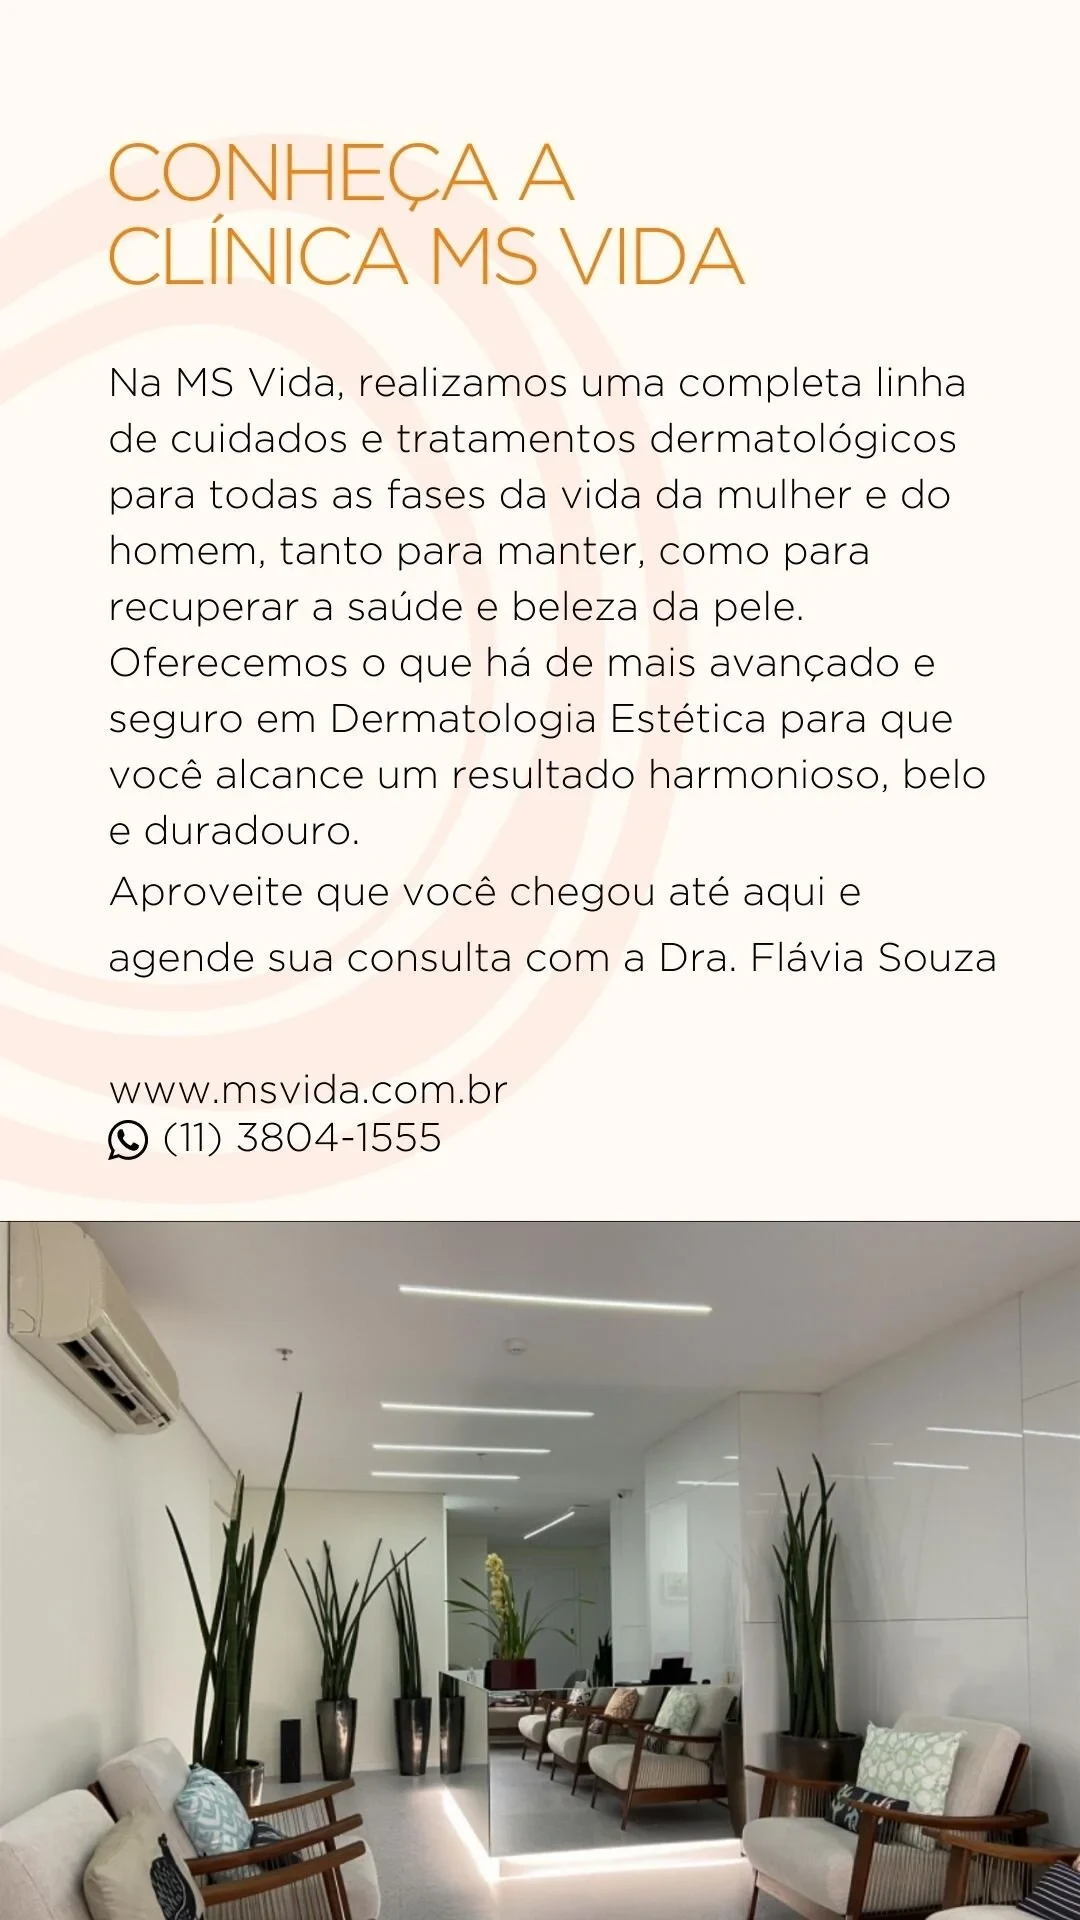 CONHEÇA A
CLÍNICA MS VIDA
Na MS Vida, realizamos uma completa linha
de cuidados e tratamentos dermatológicos
para todas as fases da vida da mulher e do
homem, tanto para manter, como para
recuperar a saúde e beleza da pele.
Oferecemos o que há de mais avançado e
seguro em Dermatologia Estética para que
você alcance um resultado harmonioso, belo
e duradouro.
Aproveite que você chegou até aqui e
agende sua consulta com a Dra. Flávia Souza
www.msvida.com.br
(11) 3804-1555